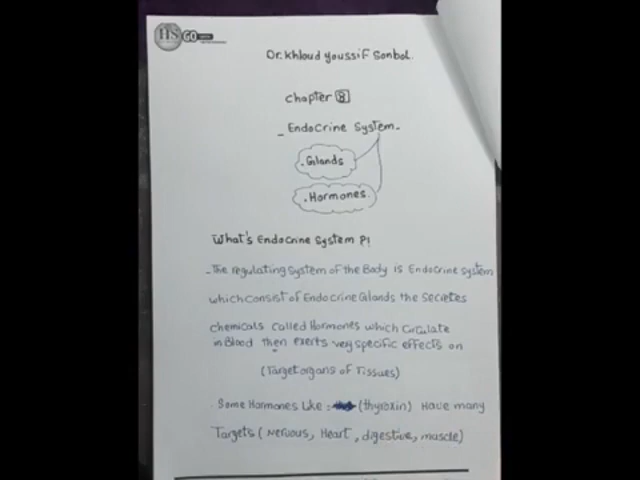 HS
GO
Dr. Khloud youssif Sonbol.
Chapter 8
- Endocrine System -
. Glands
. Hormones.
What's Endocrine System P!
- The regulating System of the Body is Endocrine system
which consist of Endocrine Glands the Secretes
chemicals called Hormones which Circulate
in Blood then exerts very specific effects on
(Target organs of Tissues)
. Some Hormones Like : (thyroxin) Have many
Targets ( nervous, Heart , digestive, muscle)